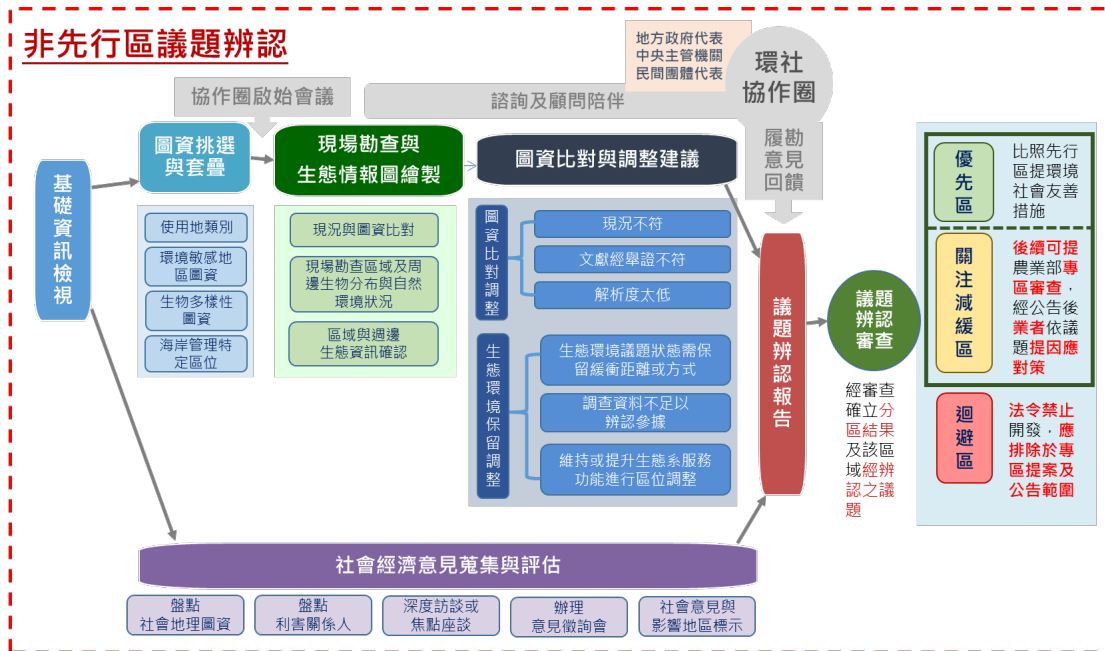 非先行區議題辨認
地方政府代表
中央主管機關
民間團體代表
環社
協作圈
協作圈啟始會議
諮詢及顧問陪伴
履勘
意見
回饋
基礎資訊檢視
圖資挑選
與套疊
使用地類別
環境敏感地
區圖資
生物多樣性
圖資
海岸管理特
定區位
現場勘查與
生態情報圖繪製
現況與圖資比對
現場勘查區域及周
邊生物分布與自然
環境狀況
區域與週邊
生態資訊確認
圖資比對與調整建議
圖資比對調整
現況不符
文獻經舉證不符
解析度太低
生態環境保留調整
生態環境議題狀態需保
留緩衝距離或方式
調查資料不足以
辨認參據
維持或提升生態系服務
功能進行區位調整
社會經濟意見蒐集與評估
盤點
社會地理圖資
盤點
利害關係人
深度訪談或
焦點座談
辦理
意見徵詢會
社會意見與
影響地區標示
議題辨認報告
議題
辨認
審查
經審查
確立分
區結果
及該區
域經辨
認之議
題
優先區
比照先行
區提環境
社會友善
措施
關注減緩區
後續可提
農業部專
區審查，
經公告後
業者依議
題提因應
對策
迴避區
法令禁止
開發，應
排除於專
區提案及
公告範圍